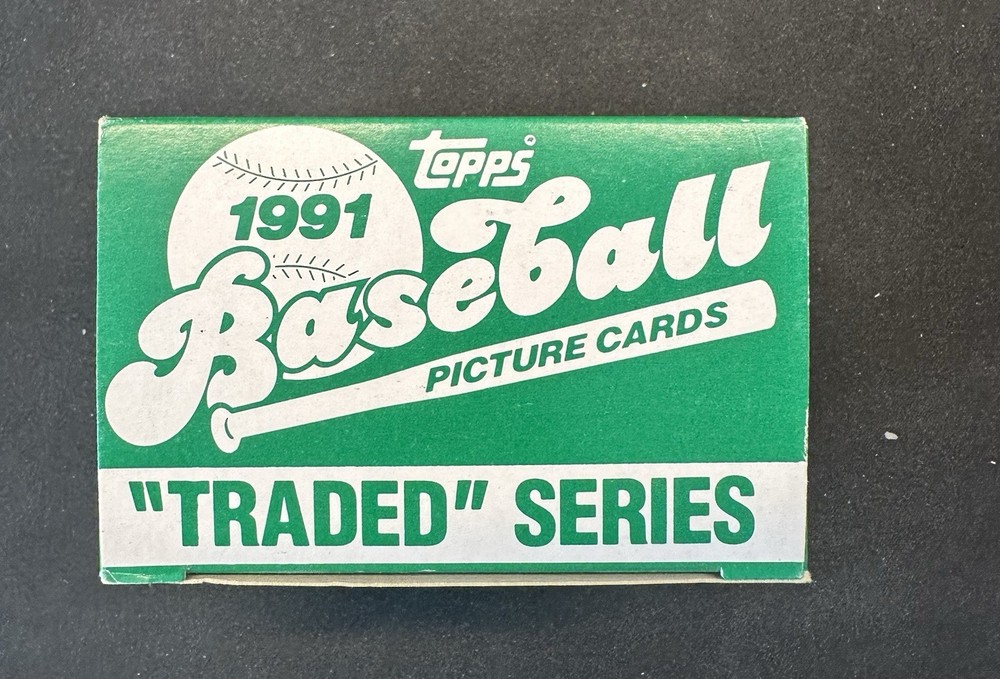 Topps®
1991
Baseball
PICTURE CARDS
"TRADED" SERIES